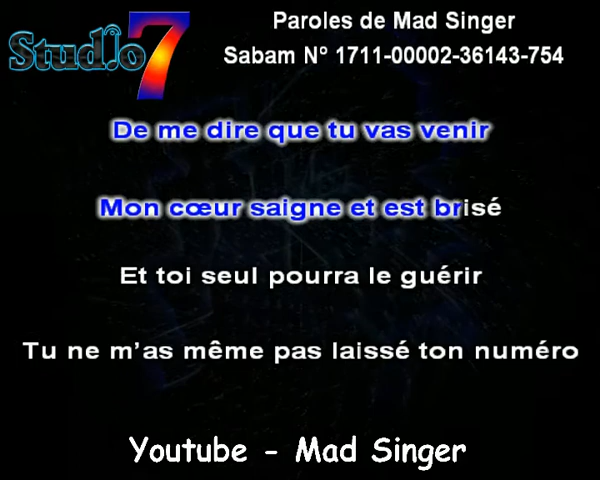 Studio 7
Paroles de Mad Singer
Sabam N° 1711-00002-36143-754
De me dire que tu vas venir
Mon cœur saigne et est brisé
Et toi seul pourra le guérir
Tu ne m'as même pas laissé ton numéro
Youtube - Mad Singer